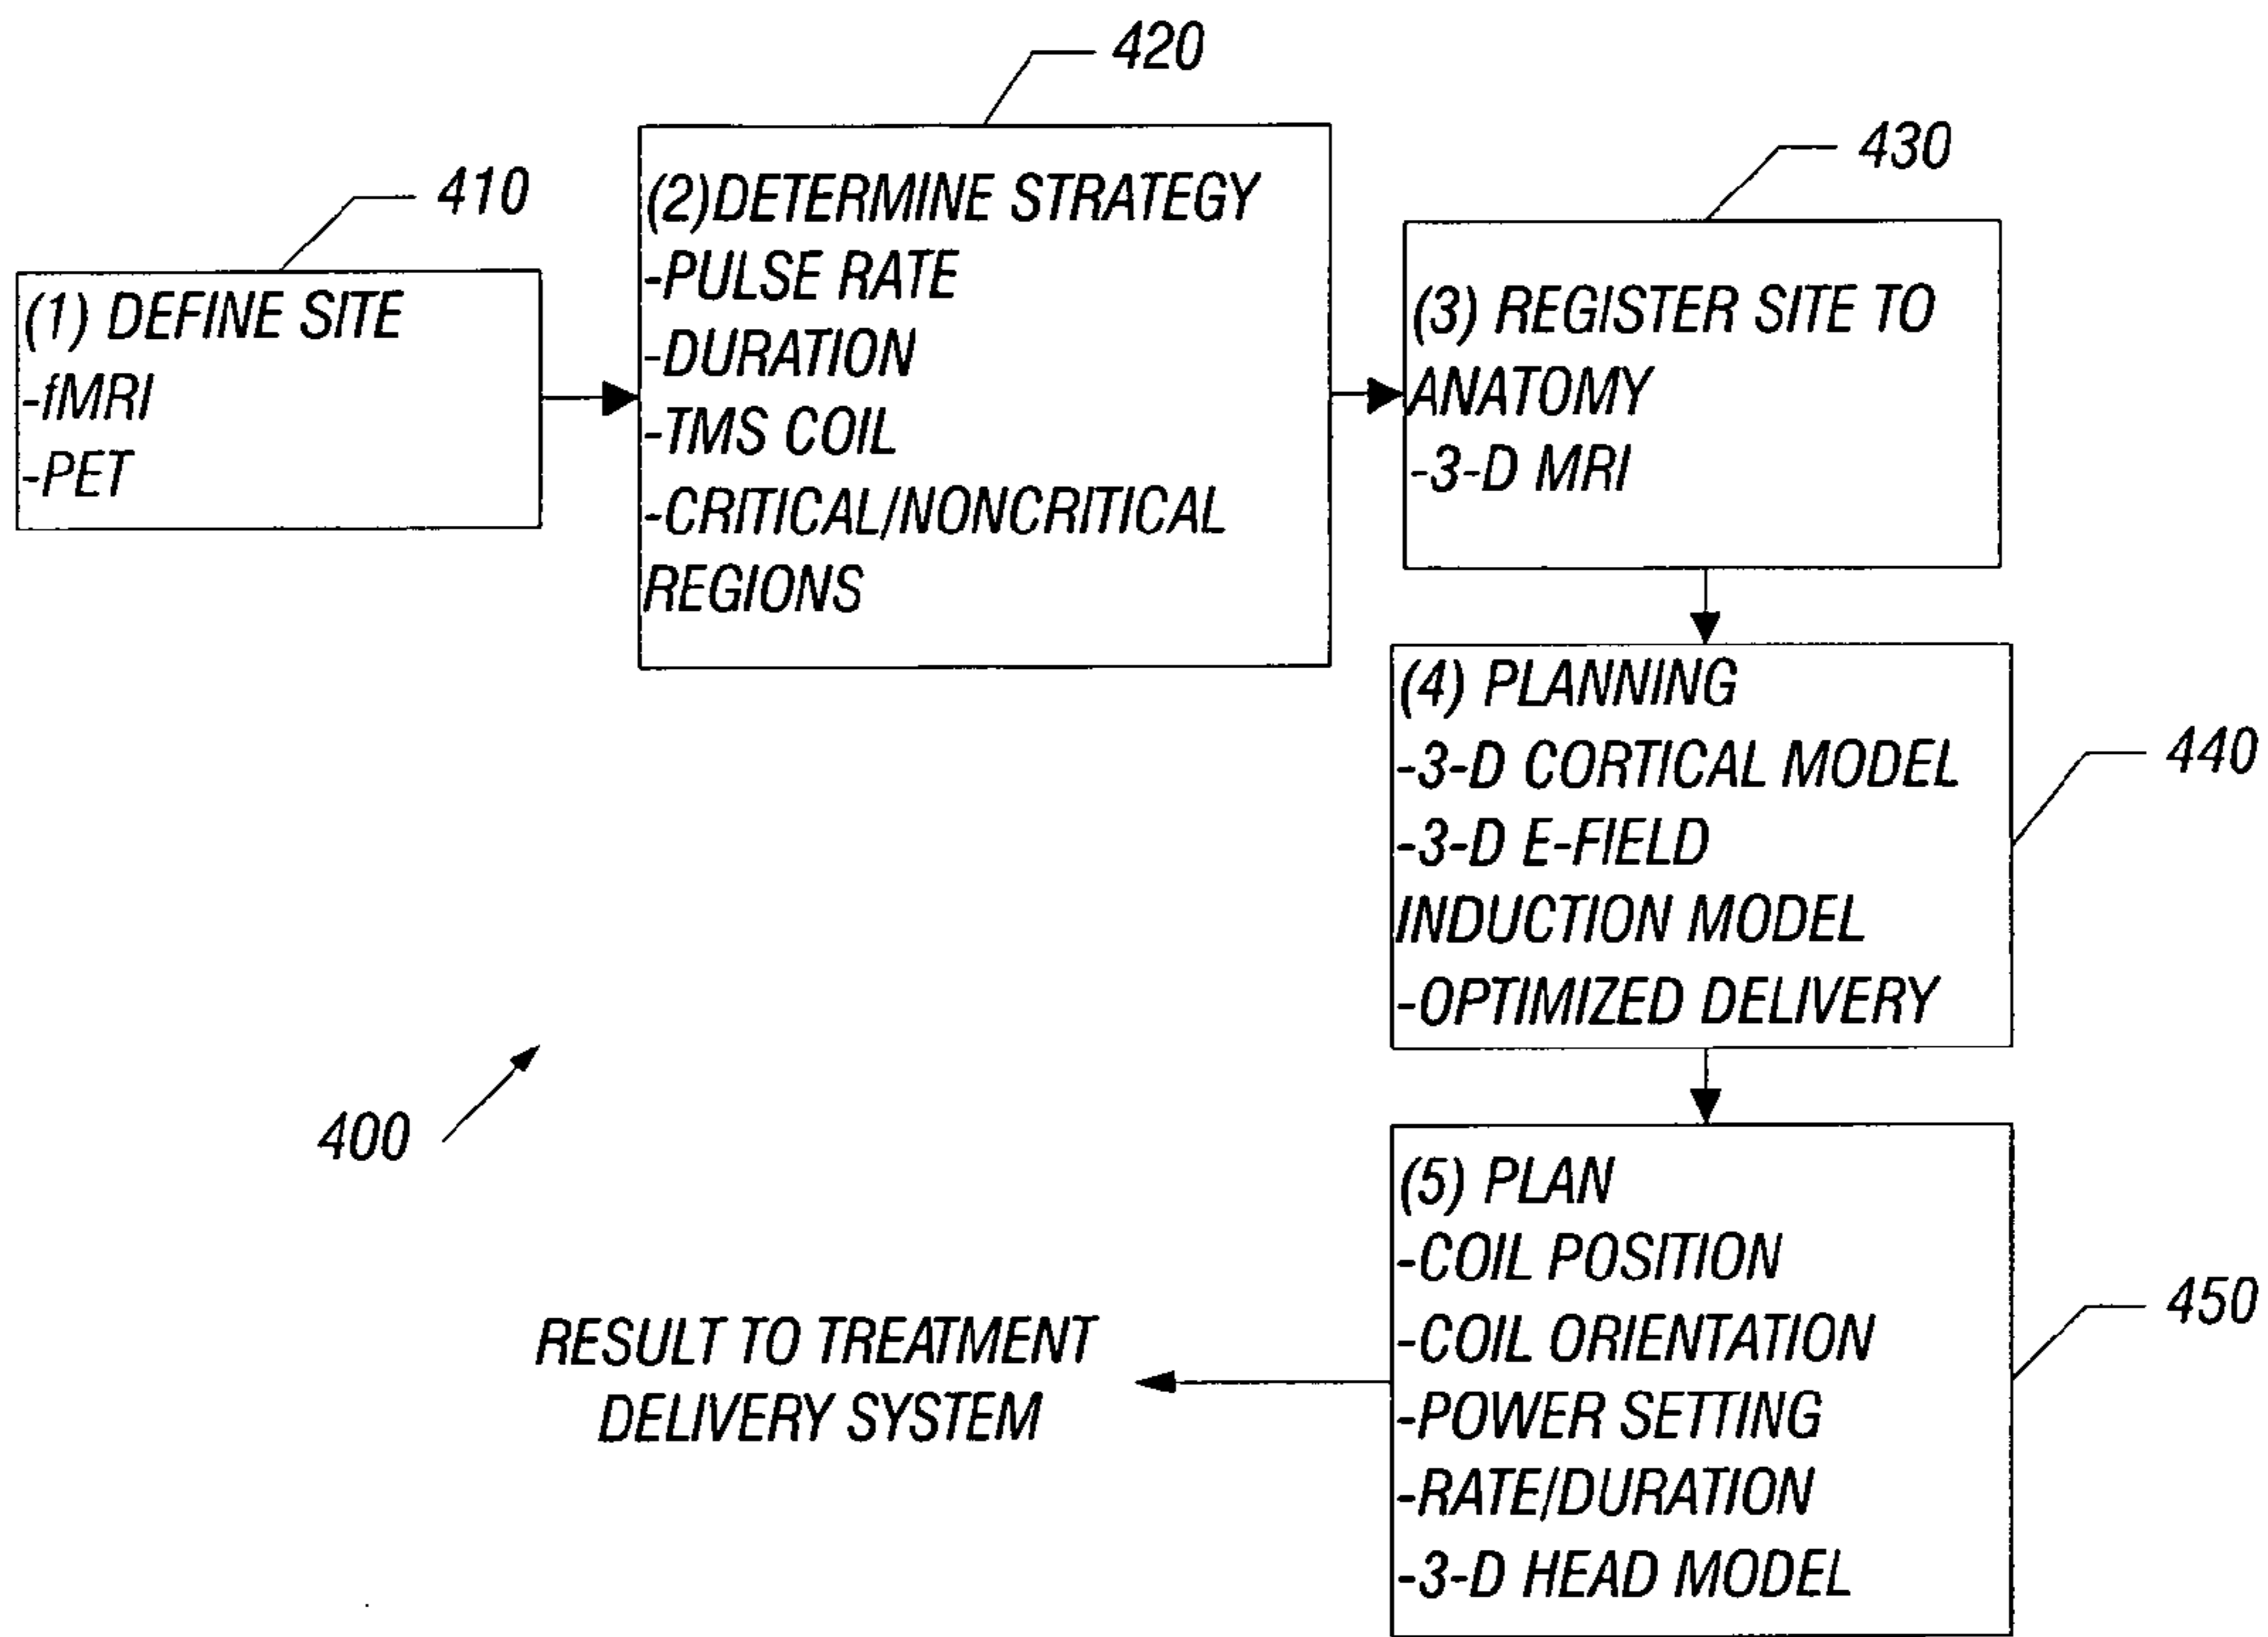 420
410
430
(1) DEFINE SITE
-fMRI
-PET
(2)DETERMINE STRATEGY
-PULSE RATE
-DURATION
-TMS COIL
-CRITICAL/NONCRITICAL
REGIONS
(3) REGISTER SITE TO
ANATOMY
-3-D MRI
(4) PLANNING
-3-D CORTICAL MODEL
-3-D E-FIELD
INDUCTION MODEL
-OPTIMIZED DELIVERY
440
400
(5) PLAN
-COIL POSITION
-COIL ORIENTATION
-POWER SETTING
-RATE/DURATION
-3-D HEAD MODEL
450
RESULT TO TREATMENT
DELIVERY SYSTEM